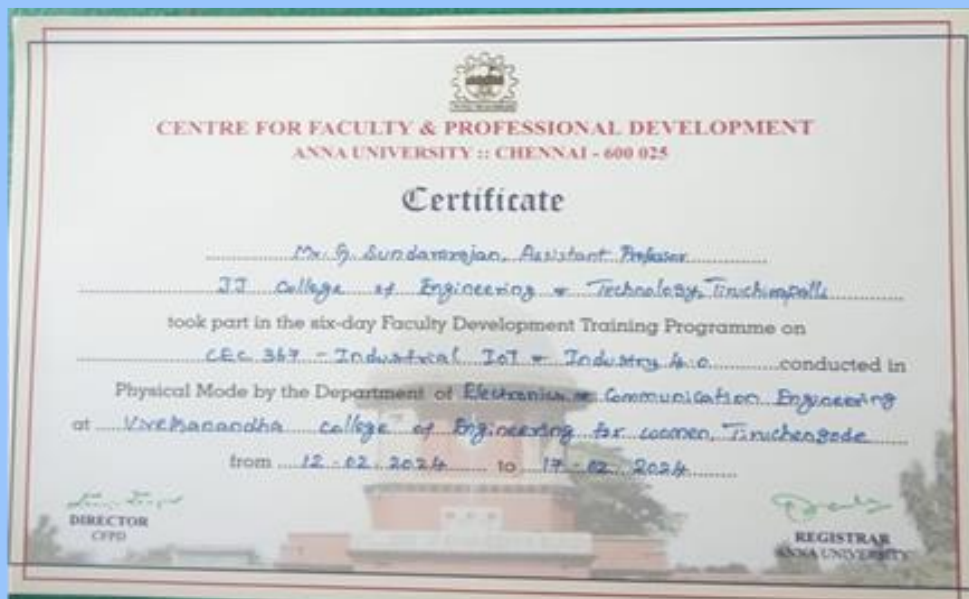 CENTRE FOR FACULTY & PROFESSIONAL DEVELOPMENT
ANNA UNIVERSITY :: CHENNAI - 600 025
Certificate
Mr. G. Sundararajan, Assistant Professor
JJ College of Engineering & Technology, Tiruchirapalli
took part in the six-day Faculty Development Training Programme on
CEC 367 - Industrial IoT & Industry 4.0 conducted in
Physical Mode by the Department of Electronics & Communication Engineering
at Vivekanandha college of Engineering for women, Tiruchengode
from 12.02.2024 to 17.02.2024
DIRECTOR
CFPD
REGISTRAR
ANNA UNIVERSITY